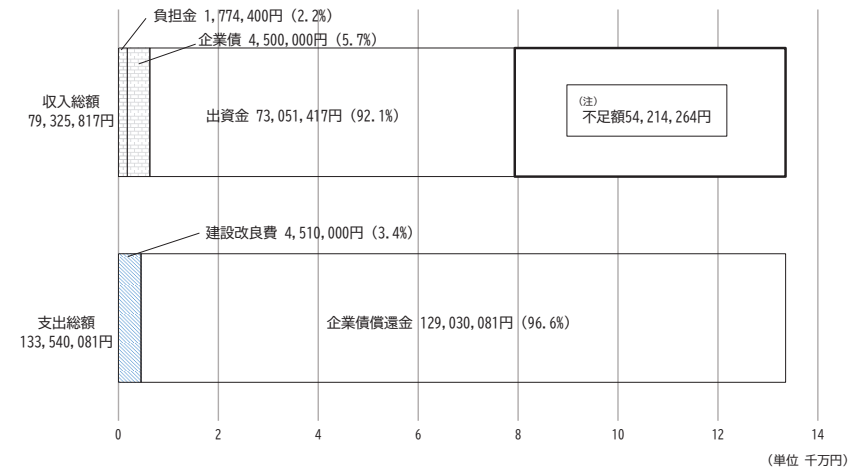 負担金 1,774,400円 (2.2%)
企業債 4,500,000円 (5.7%)
収入総額
79,325,817円
出資金 73,051,417円 (92.1%)
(注)
不足額54,214,264円
建設改良費 4,510,000円 (3.4%)
支出総額
133,540,081円
企業債償還金 129,030,081円 (96.6%)
0 2 4 6 8 10 12 14
(単位 千万円)